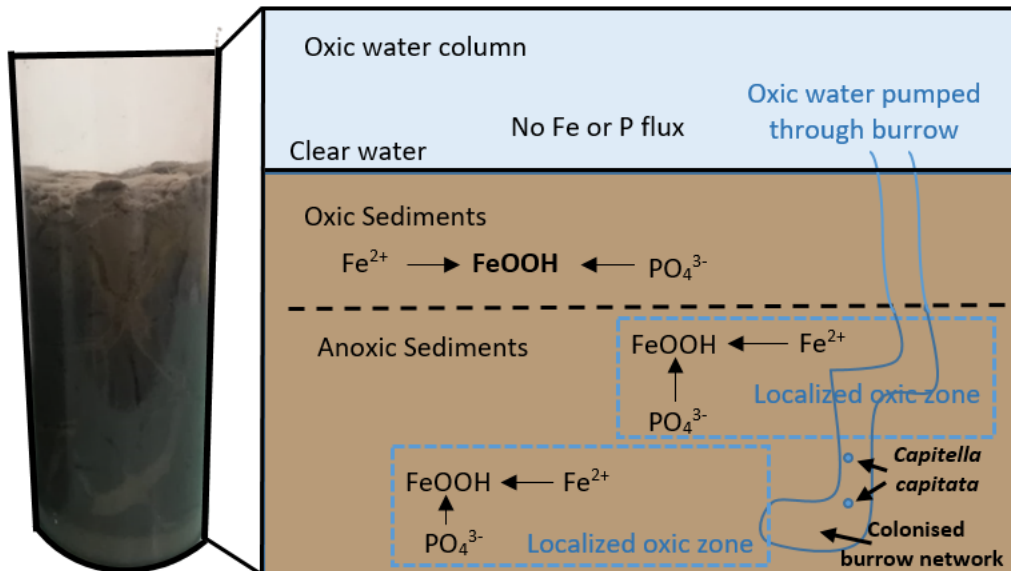 Oxic water column
Oxic water pumped
through burrow
No Fe or P flux
Clear water
Oxic Sediments
Fe²⁺ → FeOOH ← PO₄³⁻
Anoxic Sediments
FeOOH ← Fe²⁺
Localized oxic zone
PO₄³⁻
Capitella
capitata
FeOOH ← Fe²⁺
Colonised
burrow network
PO₄³⁻
Localized oxic zone